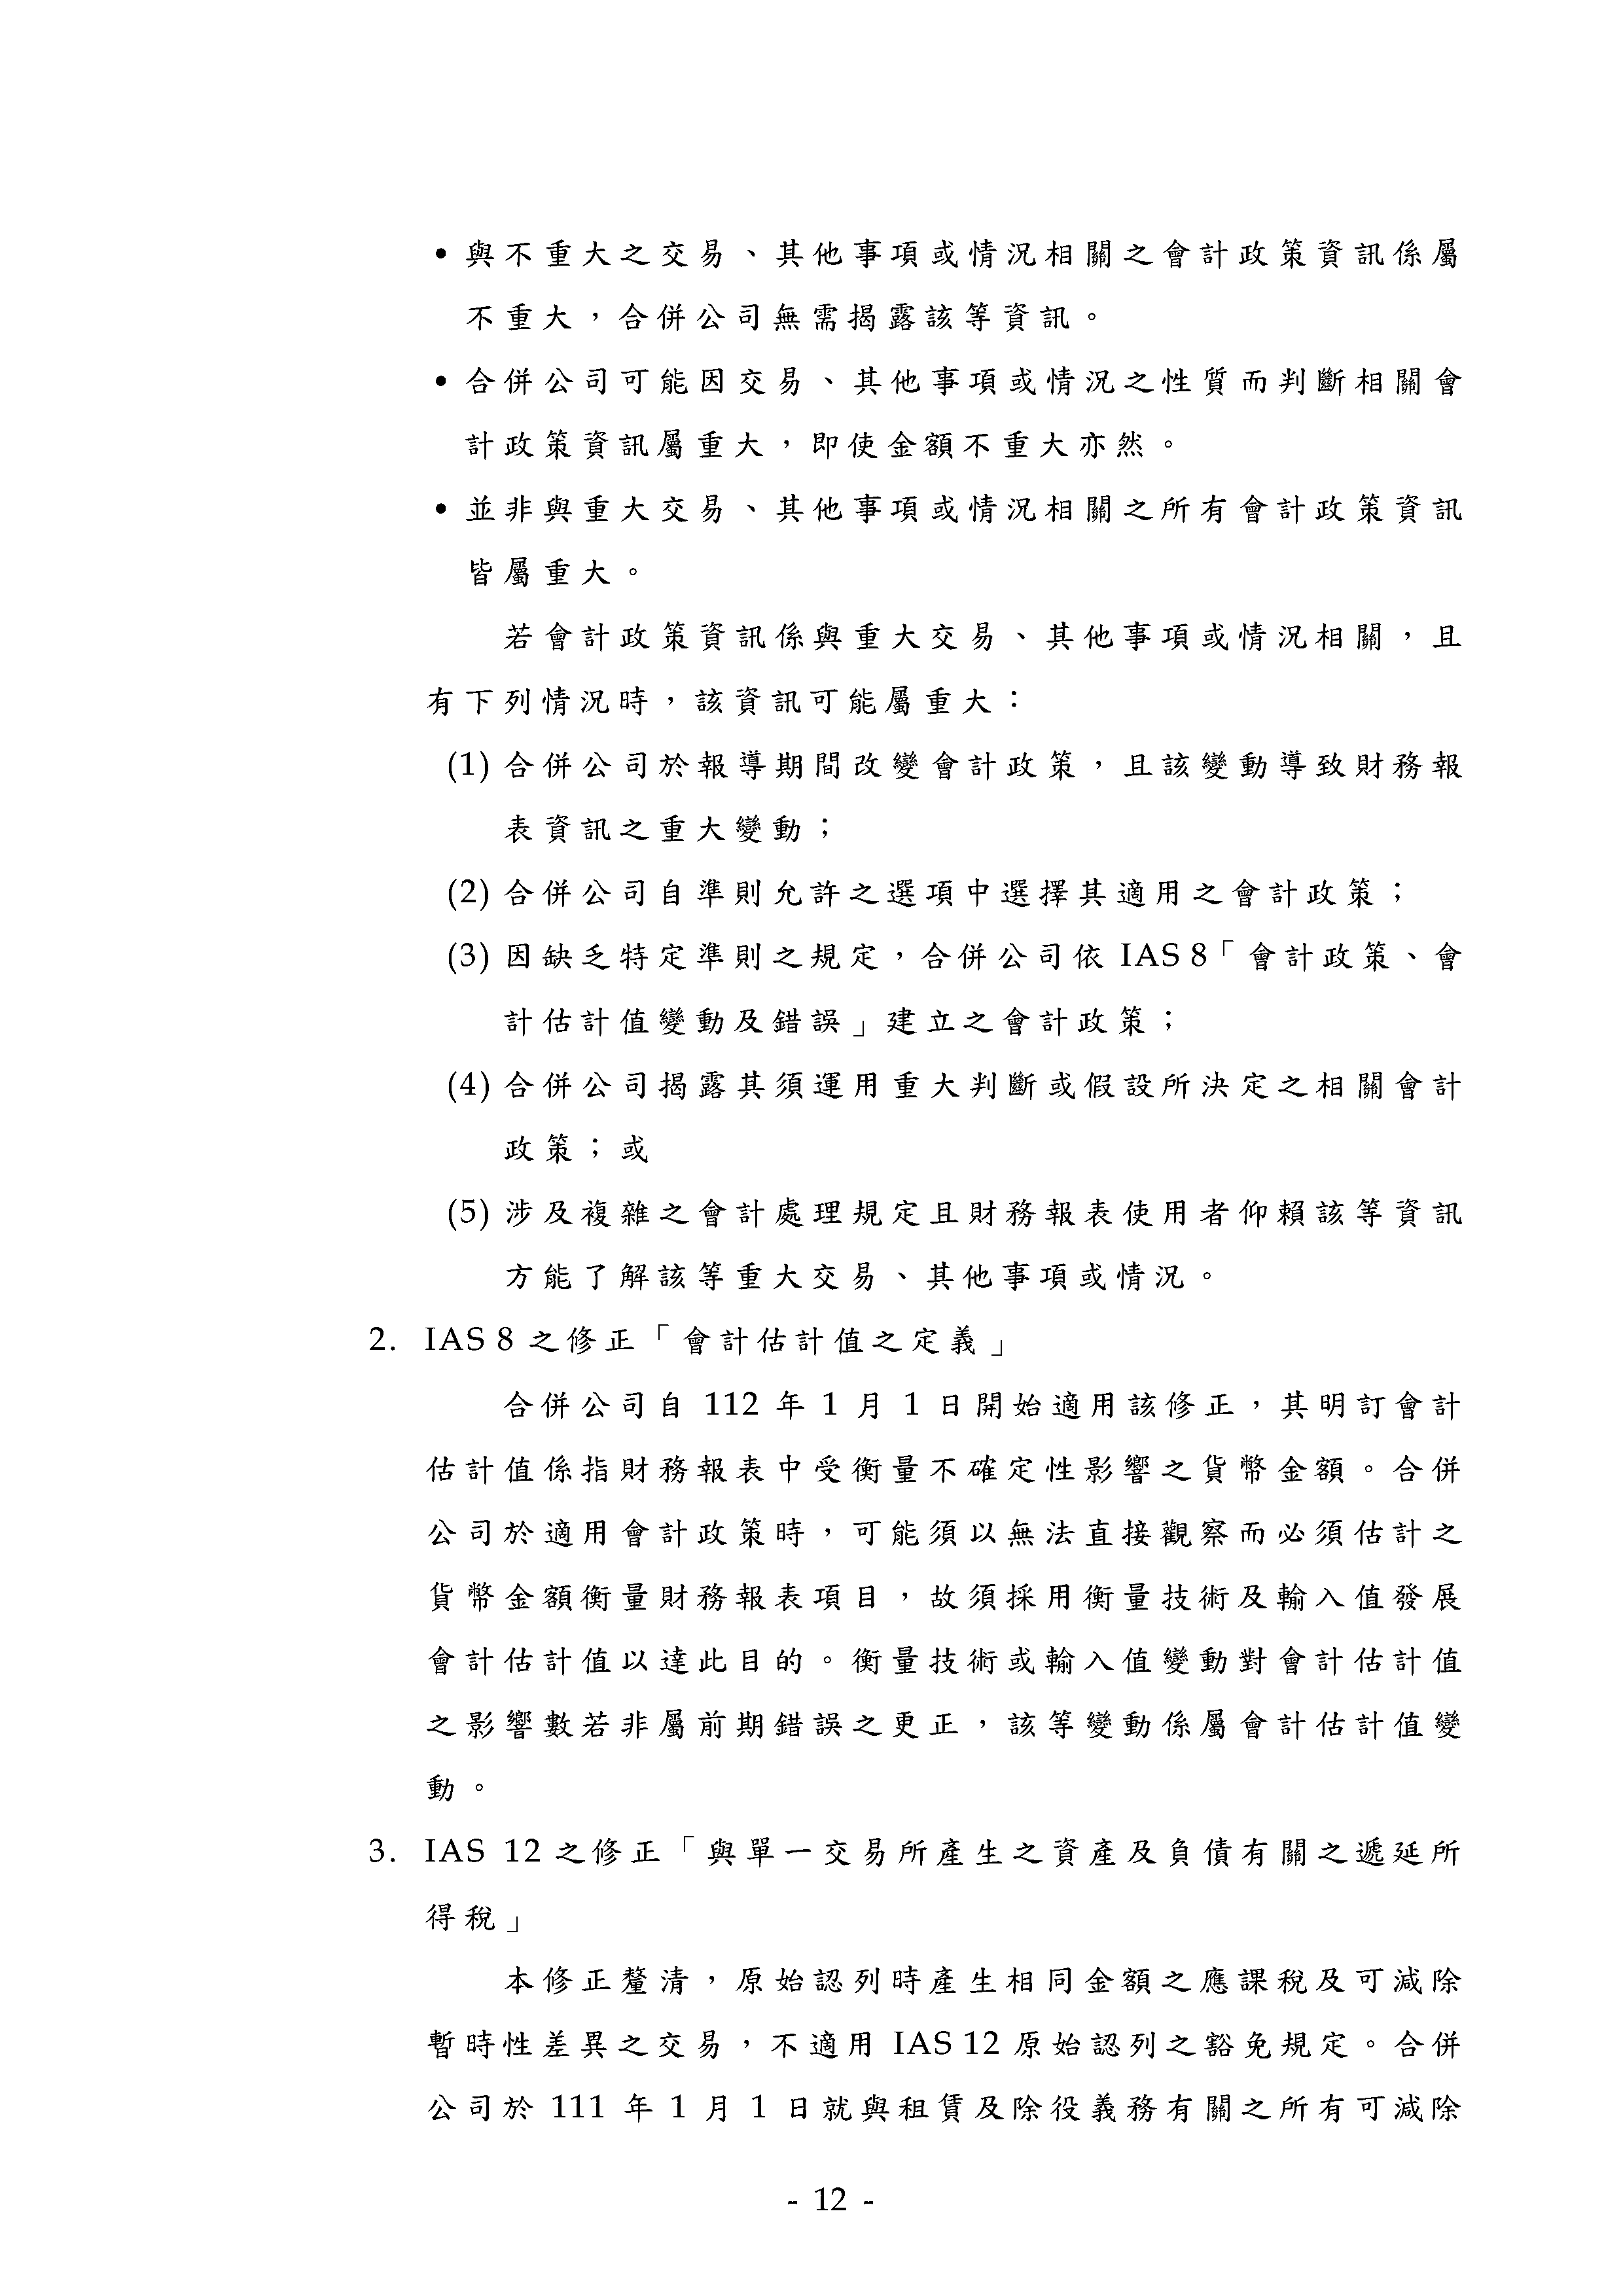 • 與不重大之交易、其他事項或情況相關之會計政策資訊係屬
不重大，合併公司無需揭露該等資訊。
• 合併公司可能因交易、其他事項或情況之性質而判斷相關會
計政策資訊屬重大，即使金額不重大亦然。
• 並非與重大交易、其他事項或情況相關之所有會計政策資訊
皆屬重大。
若會計政策資訊係與重大交易、其他事項或情況相關，且
有下列情況時，該資訊可能屬重大：
(1) 合併公司於報導期間改變會計政策，且該變動導致財務報
表資訊之重大變動；
(2) 合併公司自準則允許之選項中選擇其適用之會計政策；
(3) 因缺乏特定準則之規定，合併公司依 IAS 8「會計政策、會
計估計值變動及錯誤」建立之會計政策；
(4) 合併公司揭露其須運用重大判斷或假設所決定之相關會計
政策；或
(5) 涉及複雜之會計處理規定且財務報表使用者仰賴該等資訊
方能了解該等重大交易、其他事項或情況。
2. IAS 8 之修正「會計估計值之定義」
合併公司自 112 年 1 月 1 日開始適用該修正，其明訂會計
估計值係指財務報表中受衡量不確定性影響之貨幣金額。合併
公司於適用會計政策時，可能須以無法直接觀察而必須估計之
貨幣金額衡量財務報表項目，故須採用衡量技術及輸入值發展
會計估計值以達此目的。衡量技術或輸入值變動對會計估計值
之影響數若非屬前期錯誤之更正，該等變動係屬會計估計值變
動。
3. IAS 12 之修正「與單一交易所產生之資產及負債有關之遞延所
得稅」
本修正釐清，原始認列時產生相同金額之應課稅及可減除
暫時性差異之交易，不適用 IAS 12 原始認列之豁免規定。合併
公司於 111 年 1 月 1 日就與租賃及除役義務有關之所有可減除
- 12 -